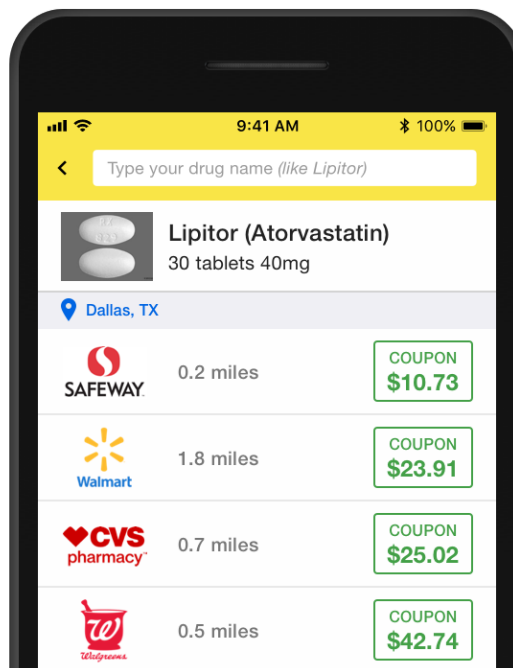 9:41 AM
100%
Type your drug name (like Lipitor)
Lipitor (Atorvastatin)
30 tablets 40mg
Dallas, TX
SAFEWAY
0.2 miles
COUPON
$10.73
Walmart
1.8 miles
COUPON
$23.91
CVS
pharmacy
0.7 miles
COUPON
$25.02
Walgreens
0.5 miles
COUPON
$42.74